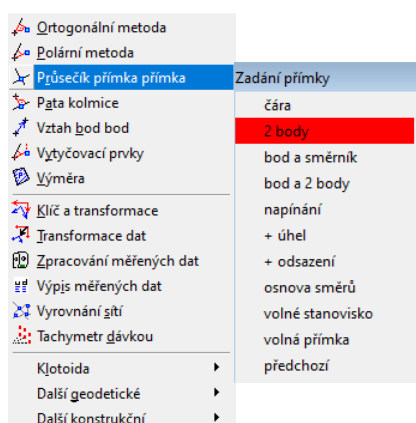 Ortogonální metoda
Polární metoda
Průsečík přímka přímka
Pata kolmice
Vztah bod bod
Vytyčovací prvky
Výměra
Klíč a transformace
Transformace dat
Zpracování měřených dat
Výpis měřených dat
Vyrovnání sítí
Tachymetr dávkou
Klotoida
Další geodetické
Další konstrukční
Zadání přímky
čára
2 body
bod a směrník
bod a 2 body
napínání
+ úhel
+ odsazení
osnova směrů
volné stanovisko
volná přímka
předchozí